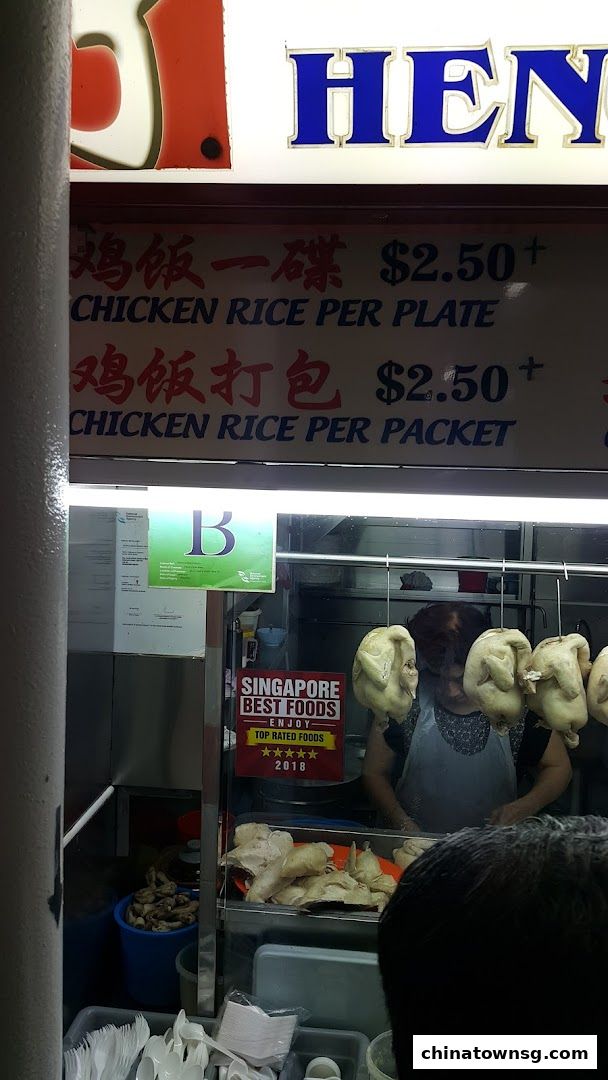 HEN
鸡饭一碟 $2.50+
CHICKEN RICE PER PLATE
鸡饭打包 $2.50+
CHICKEN RICE PER PACKET
B
SINGAPORE
BEST FOODS
ENJOY
TOP RATED FOODS
2018
chinatownsg.com